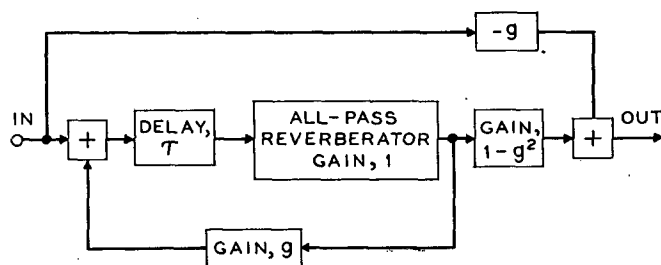 -g
IN
+
DELAY,
τ
ALL-PASS
REVERBERATOR
GAIN, 1
GAIN,
1-g²
+
OUT
GAIN, g